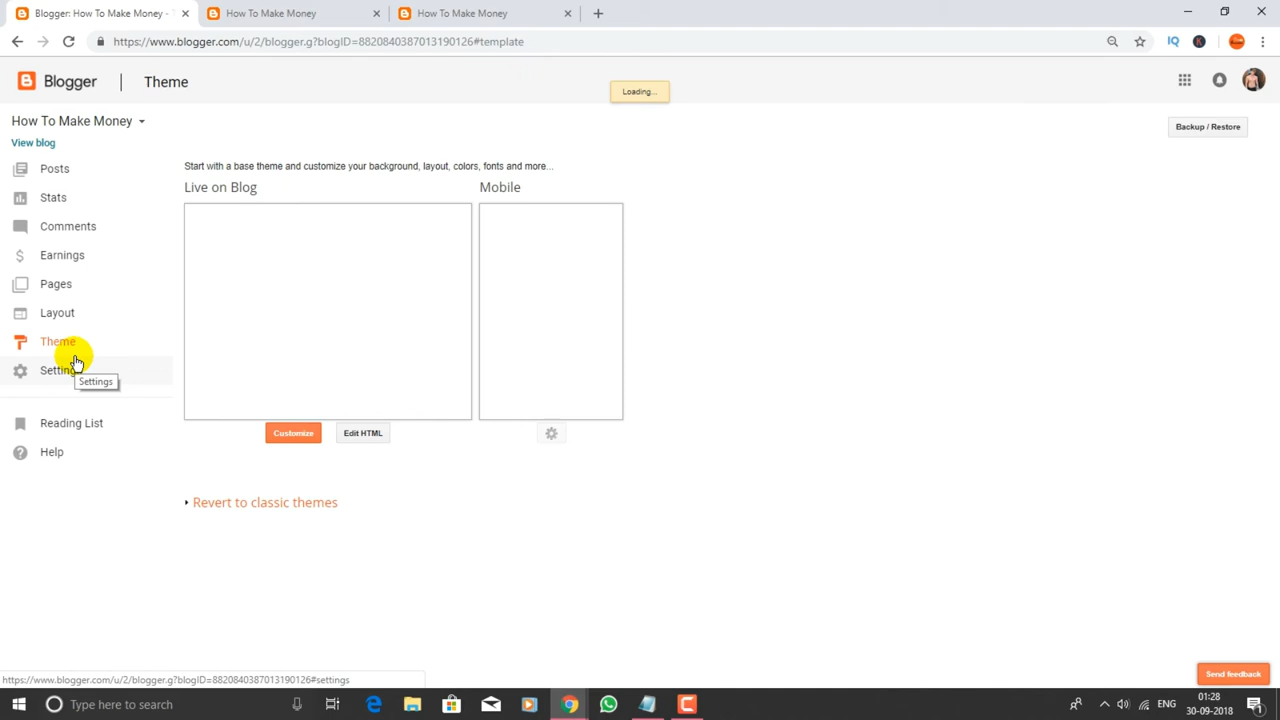 Blogger: How To Make Money - T
How To Make Money
How To Make Money
https://www.blogger.com/u/2/blogger.g?blogID=8820840387013190126#template
Blogger
Theme
Loading...
How To Make Money
Backup / Restore
View blog
Posts
Start with a base theme and customize your background, layout, colors, fonts and more...
Live on Blog
Mobile
Stats
Comments
Earnings
Pages
Layout
Theme
Settings
Settings
Reading List
Help
Customize
Edit HTML
Revert to classic themes
Send feedback
https://www.blogger.com/u/2/blogger.g?blogID=8820840387013190126#settings
Type here to search
ENG
01:28
30-09-2018